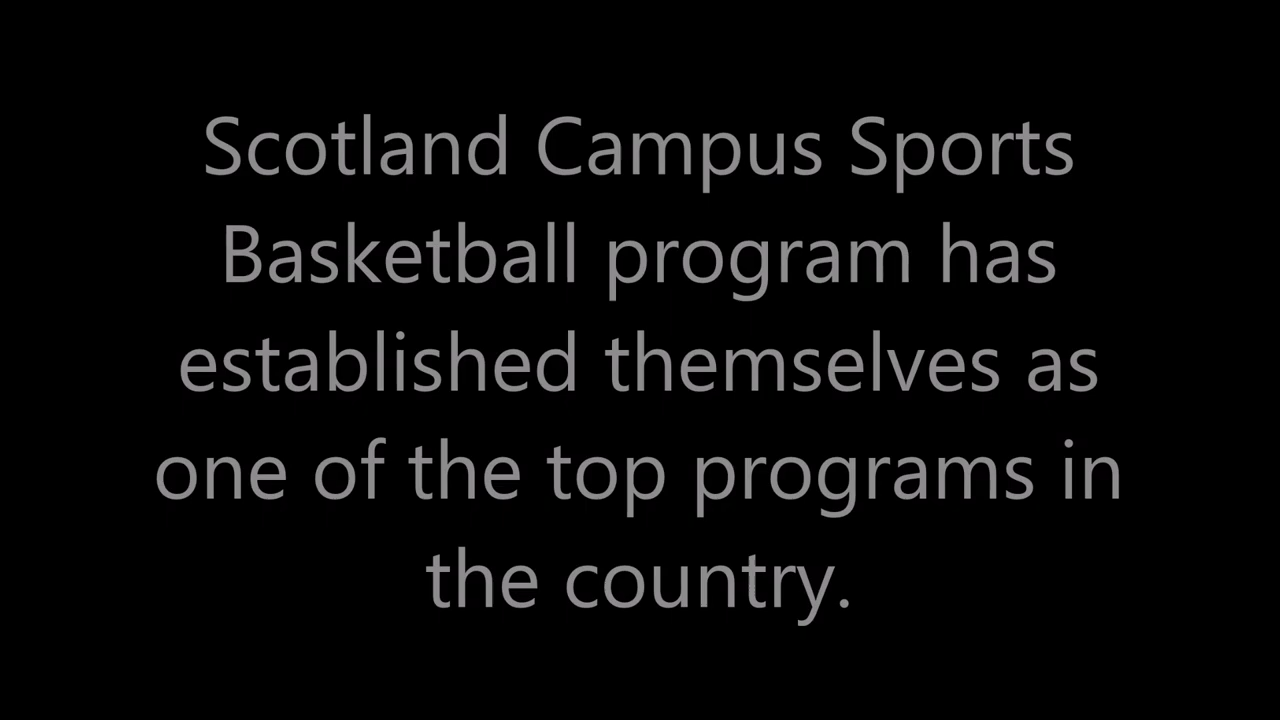 Scotland Campus Sports
Basketball program has
established themselves as
one of the top programs in
the country.